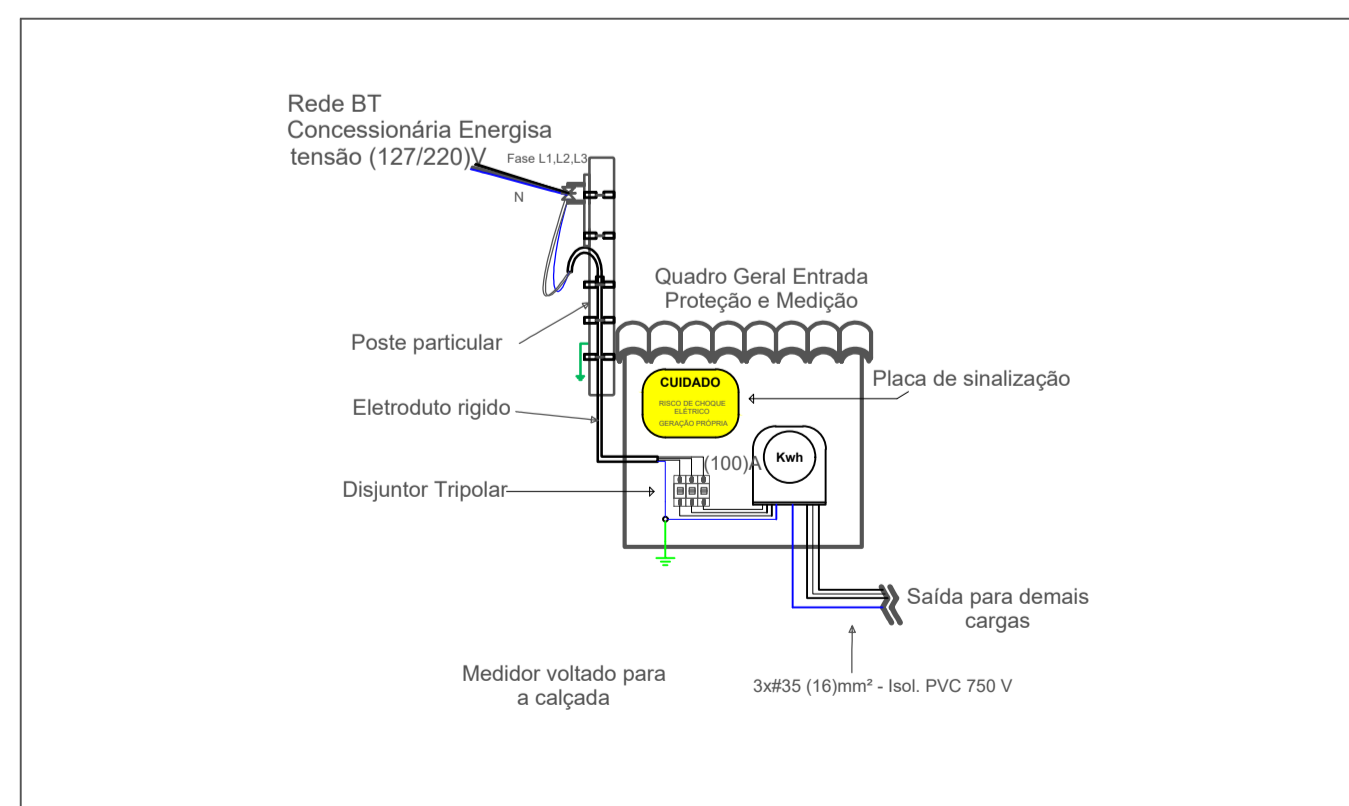 Rede BT
Concessionária Energisa
tensão (127/220)V
Fase L1,L2,L3
N
Quadro Geral Entrada
Proteção e Medição
Poste particular
Placa de sinalização
CUIDADO
RISCO DE CHOQUE
ELÉTRICO
GERAÇÃO PRÓPRIA
Eletroduto rigido
(100)A
Kwh
Disjuntor Tripolar
Saída para demais
cargas
Medidor voltado para
a calçada
3x#35 (16)mm² - Isol. PVC 750 V